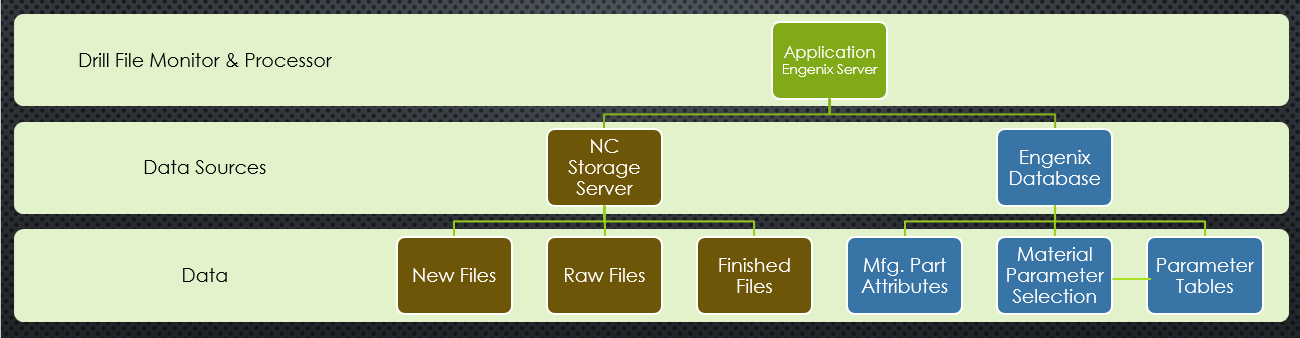 Drill File Monitor & Processor
Application
Engenix Server
Data Sources
NC
Storage
Server
Engenix
Database
Data
New Files
Raw Files
Finished
Files
Mfg. Part
Attributes
Material
Parameter
Selection
Parameter
Tables